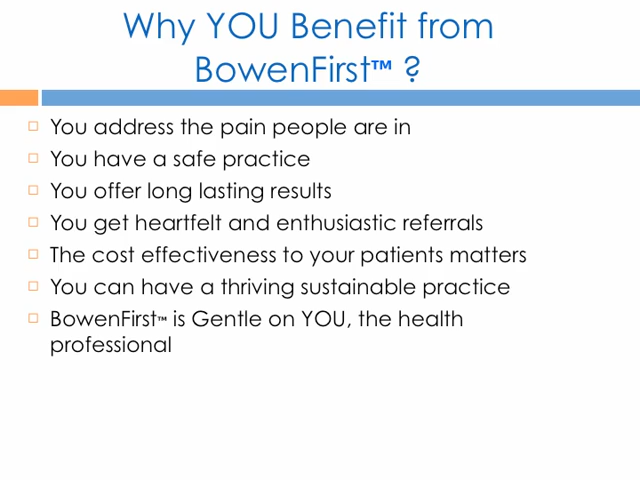 Why YOU Benefit from
BowenFirst™ ?
You address the pain people are in
You have a safe practice
You offer long lasting results
You get heartfelt and enthusiastic referrals
The cost effectiveness to your patients matters
You can have a thriving sustainable practice
BowenFirst™ is Gentle on YOU, the health
professional